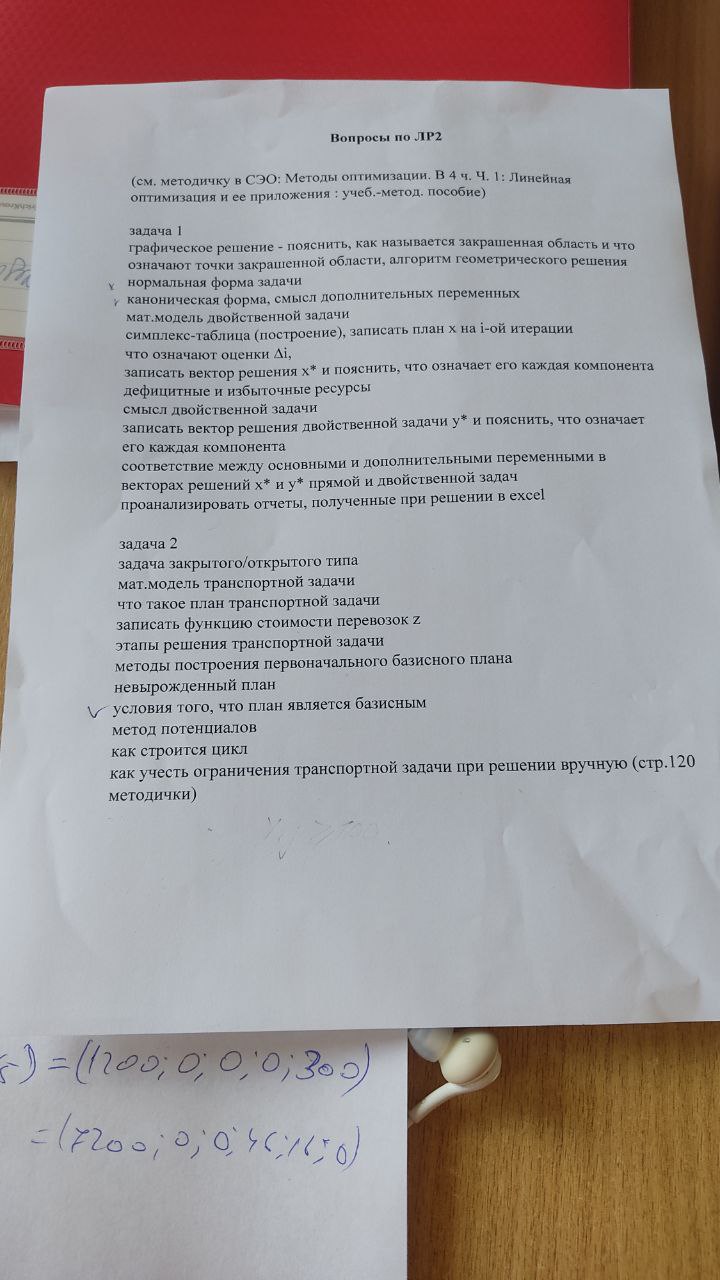 Вопросы по ЛР2
(см. методичку в СЭО: Методы оптимизации. В 4 ч. Ч. 1: Линейная
оптимизация и ее приложения : учеб.-метод. пособие)
задача 1
графическое решение - пояснить, как называется закрашенная область и что
означают точки закрашенной области, алгоритм геометрического решения
нормальная форма задачи
каноническая форма, смысл дополнительных переменных
мат.модель двойственной задачи
симплекс-таблица (построение), записать план х на i-ой итерации
что означают оценки Δi,
записать вектор решения х* и пояснить, что означает его каждая компонента
дефицитные и избыточные ресурсы
смысл двойственной задачи
записать вектор решения двойственной задачи у* и пояснить, что означает
его каждая компонента
соответствие между основными и дополнительными переменными в
векторах решений х* и у* прямой и двойственной задач
проанализировать отчеты, полученные при решении в excel
задача 2
задача закрытого/открытого типа
мат.модель транспортной задачи
что такое план транспортной задачи
записать функцию стоимости перевозок z
этапы решения транспортной задачи
методы построения первоначального базисного плана
невырожденный план
условия того, что план является базисным
метод потенциалов
как строится цикл
как учесть ограничения транспортной задачи при решении вручную (стр.120
методички)
) = (1200; 0; 0; 0; 300)
= (7200; 0; 0; 46; 16; 0)